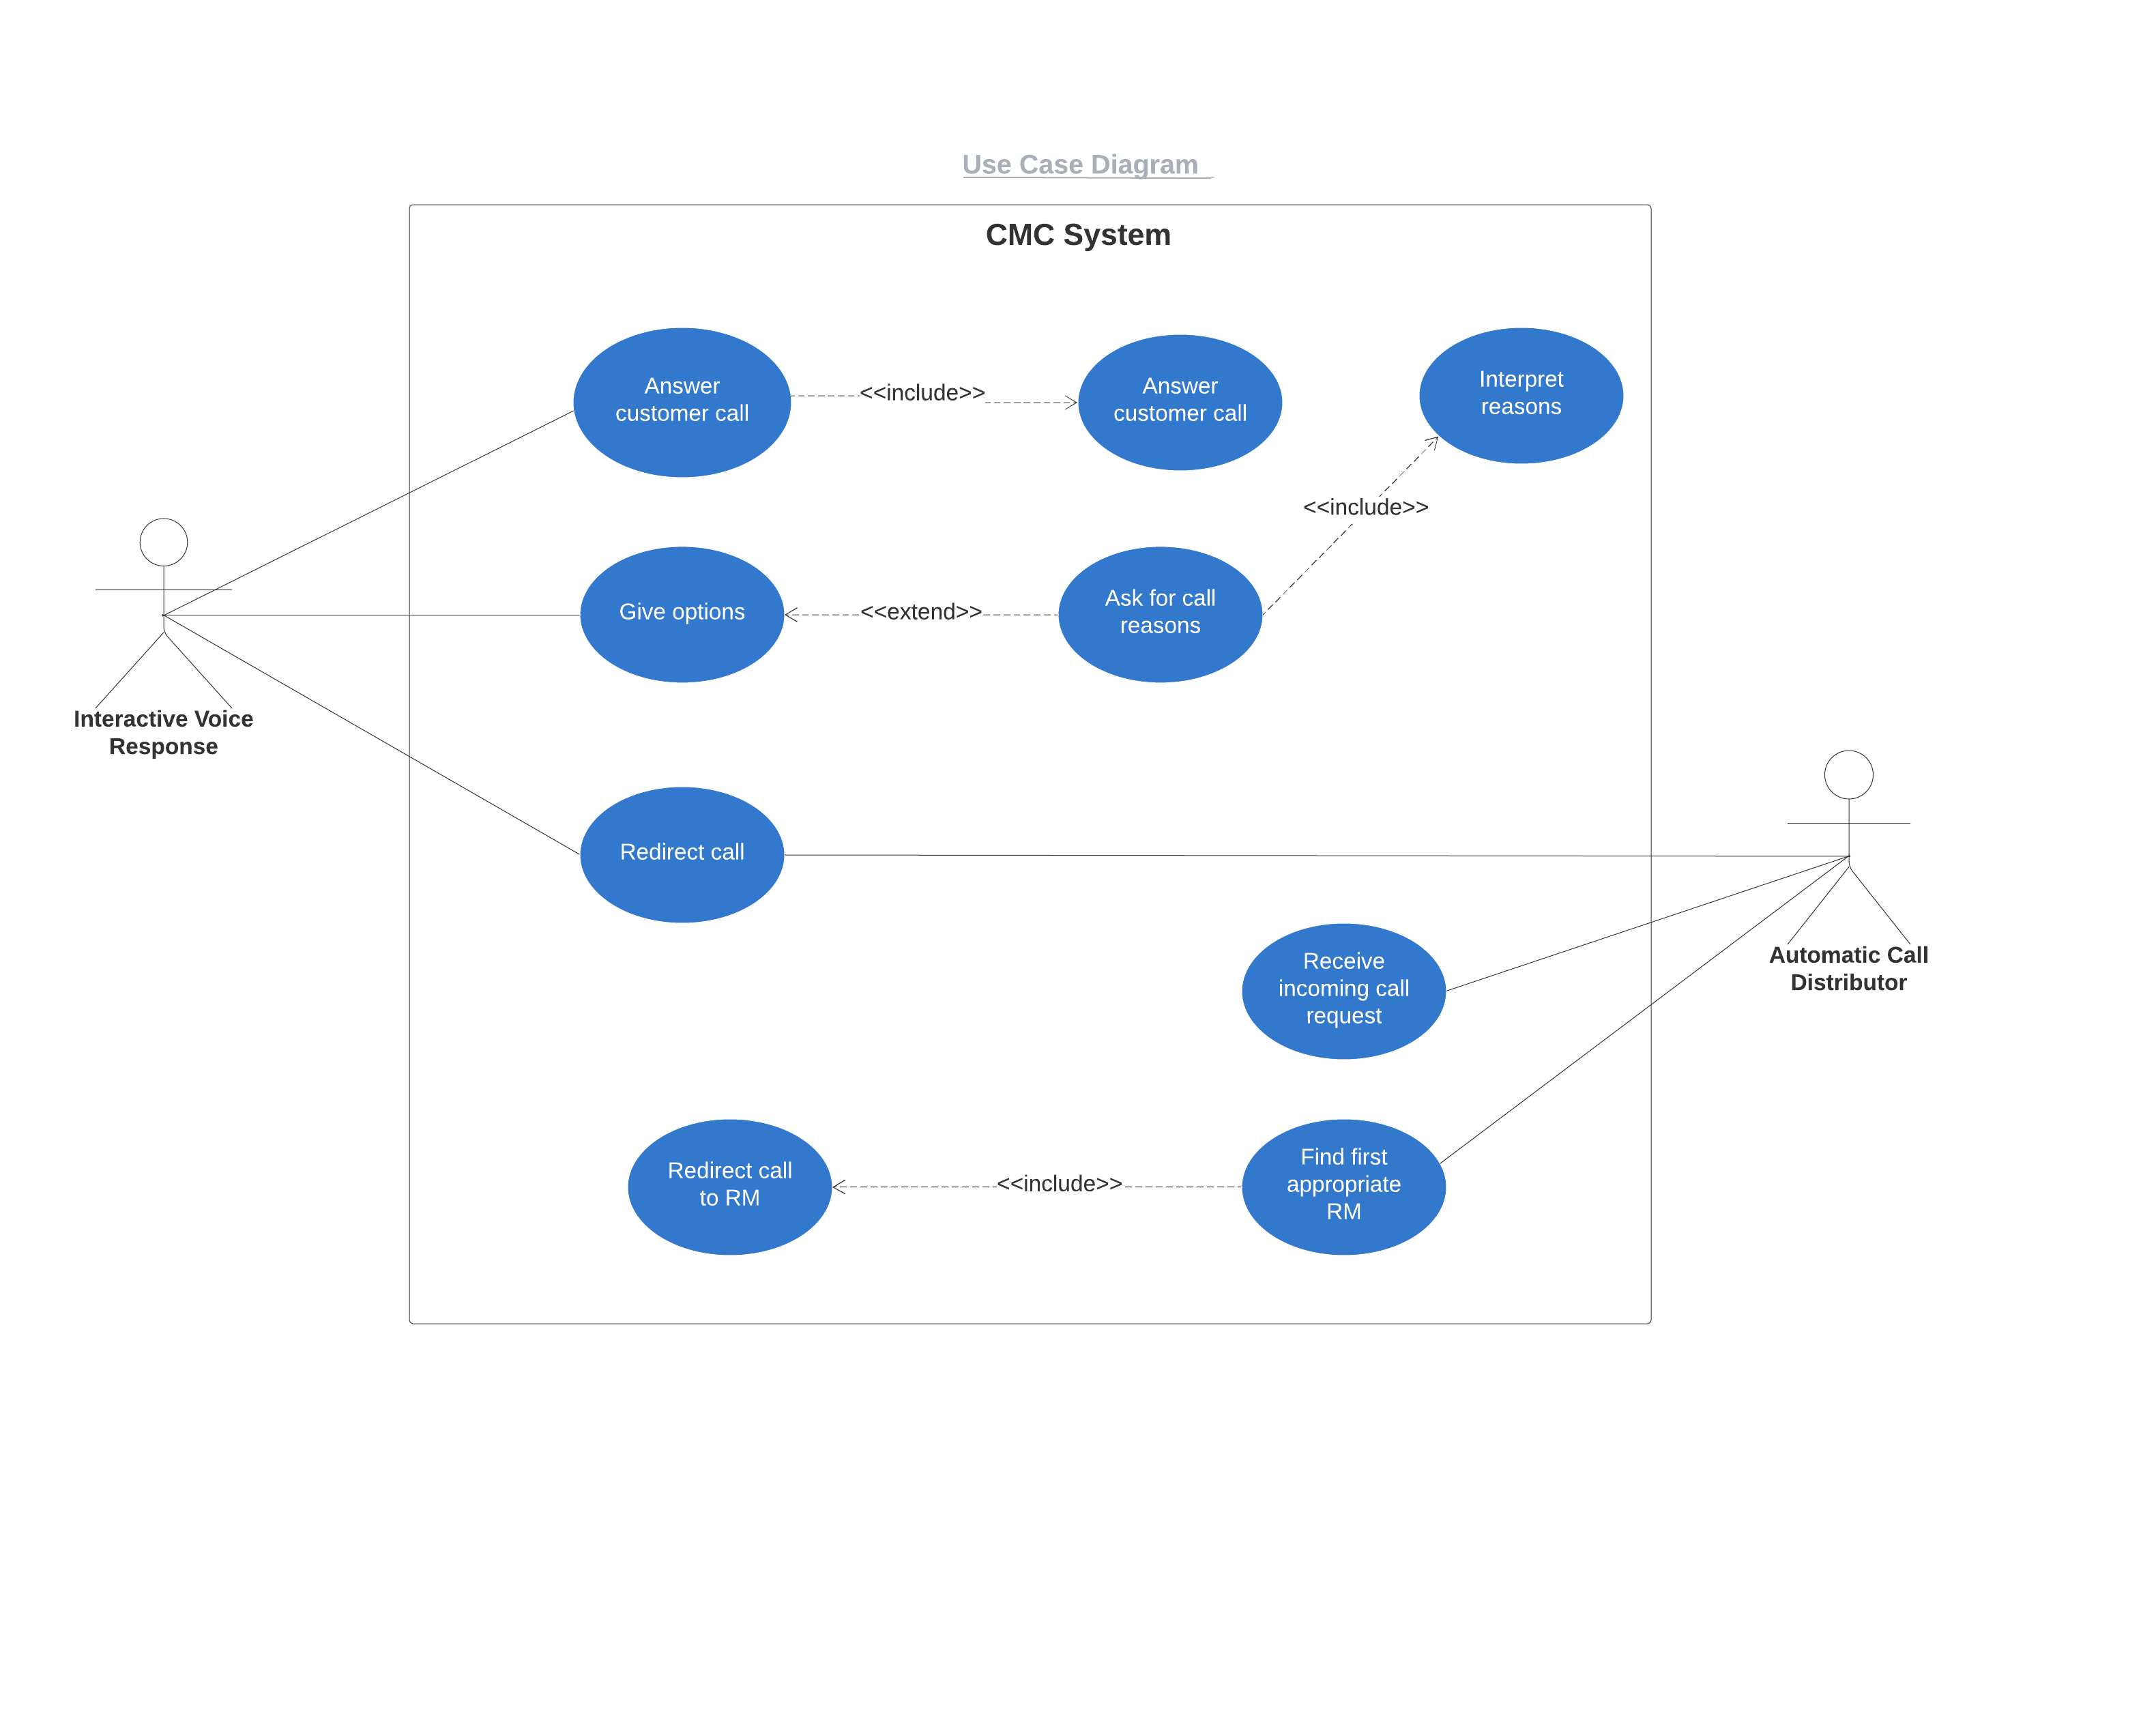 Use Case Diagram
CMC System
Answer
customer call
<<include>>
Answer
customer call
Interpret
reasons
<<include>>
Give options
<<extend>>
Ask for call
reasons
Interactive Voice
Response
Redirect call
Automatic Call
Distributor
Receive
incoming call
request
Redirect call
to RM
<<include>>
Find first
appropriate
RM